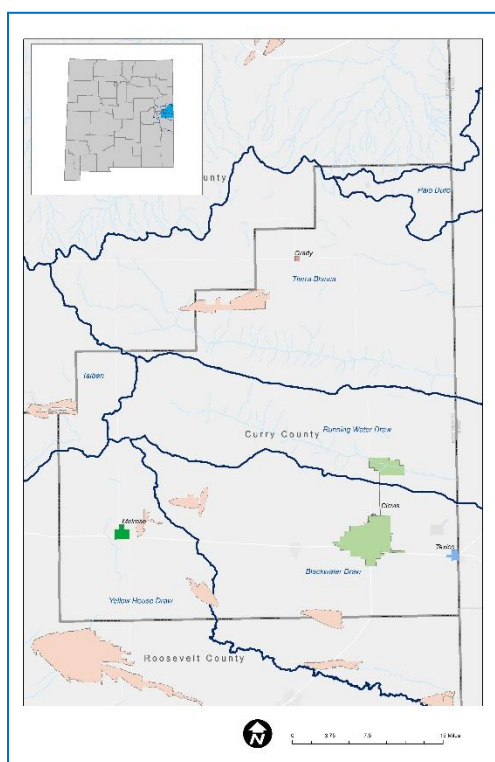 County
Palo Duro
Grady
Tierra Blanca
Taiban
Running Water Draw
Curry County
Clovis
Melrose
Texico
Blackwater Draw
Yellow House Draw
Roosevelt County
N
0 3.75 7.5 15 Miles